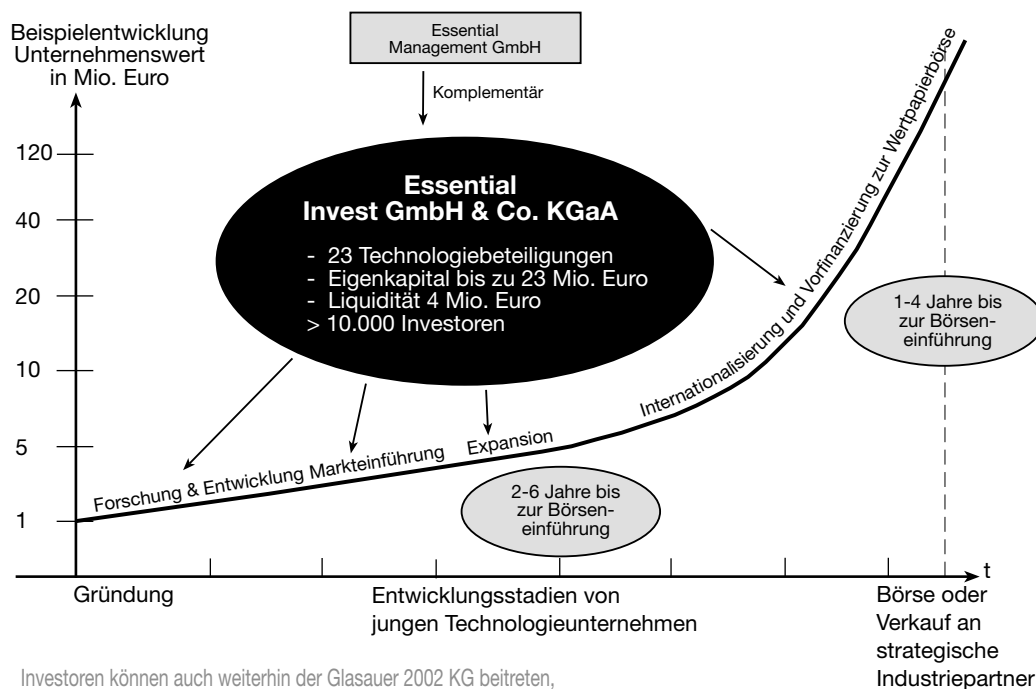 Beispielentwicklung
Unternehmenswert
in Mio. Euro
Essential
Management GmbH
Komplementär
Essential
Invest GmbH & Co. KGaA
- 23 Technologiebeteiligungen
- Eigenkapital bis zu 23 Mio. Euro
- Liquidität 4 Mio. Euro
> 10.000 Investoren
120
40
20
10
5
1
Forschung & Entwicklung Markteinführung Expansion
Internationalisierung und Vorfinanzierung zur Wertpapierbörse
1-4 Jahre bis
zur Börsen-
einführung
2-6 Jahre bis
zur Börsen-
einführung
t
Gründung
Entwicklungsstadien von
jungen Technologieunternehmen
Börse oder
Verkauf an
strategische
Industriepartner
Investoren können auch weiterhin der Glasauer 2002 KG beitreten,